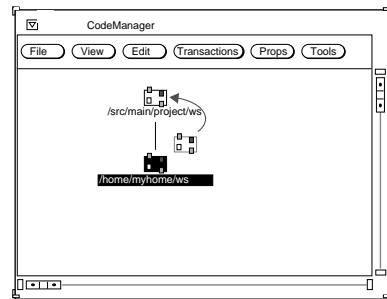 CodeManager
File View Edit Transactions Props Tools
/src/main/project/ws
/home/myhome/ws